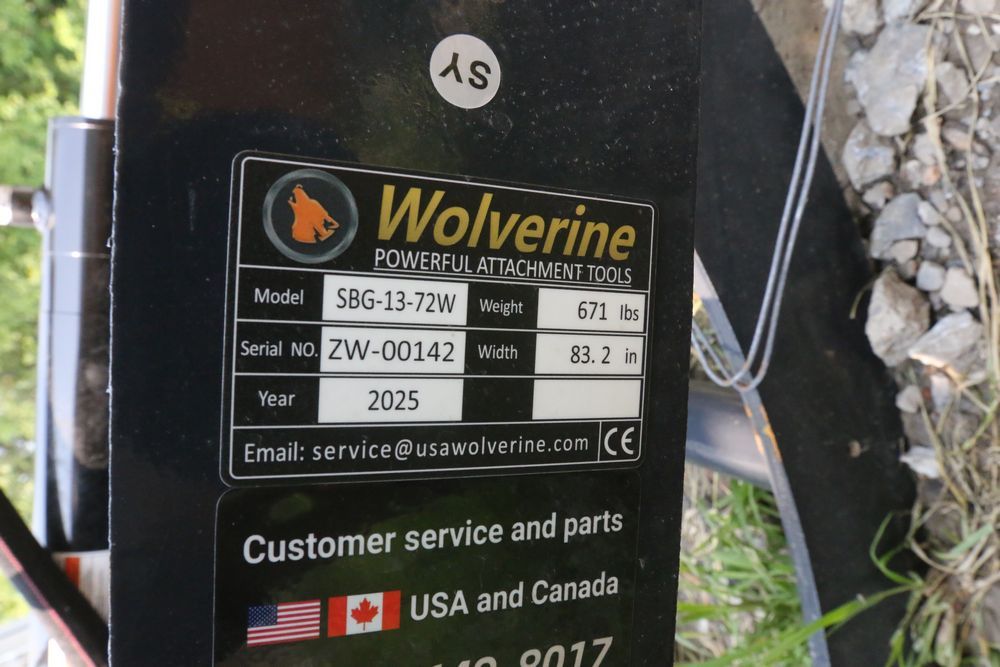 SY
Wolverine
POWERFUL ATTACHMENT TOOLS
Model SBG-13-72W Weight 671 lbs
Serial NO. ZW-00142 Width 83.2 in
Year 2025
Email: service@usawolverine.com CE
Customer service and parts
USA and Canada
8017